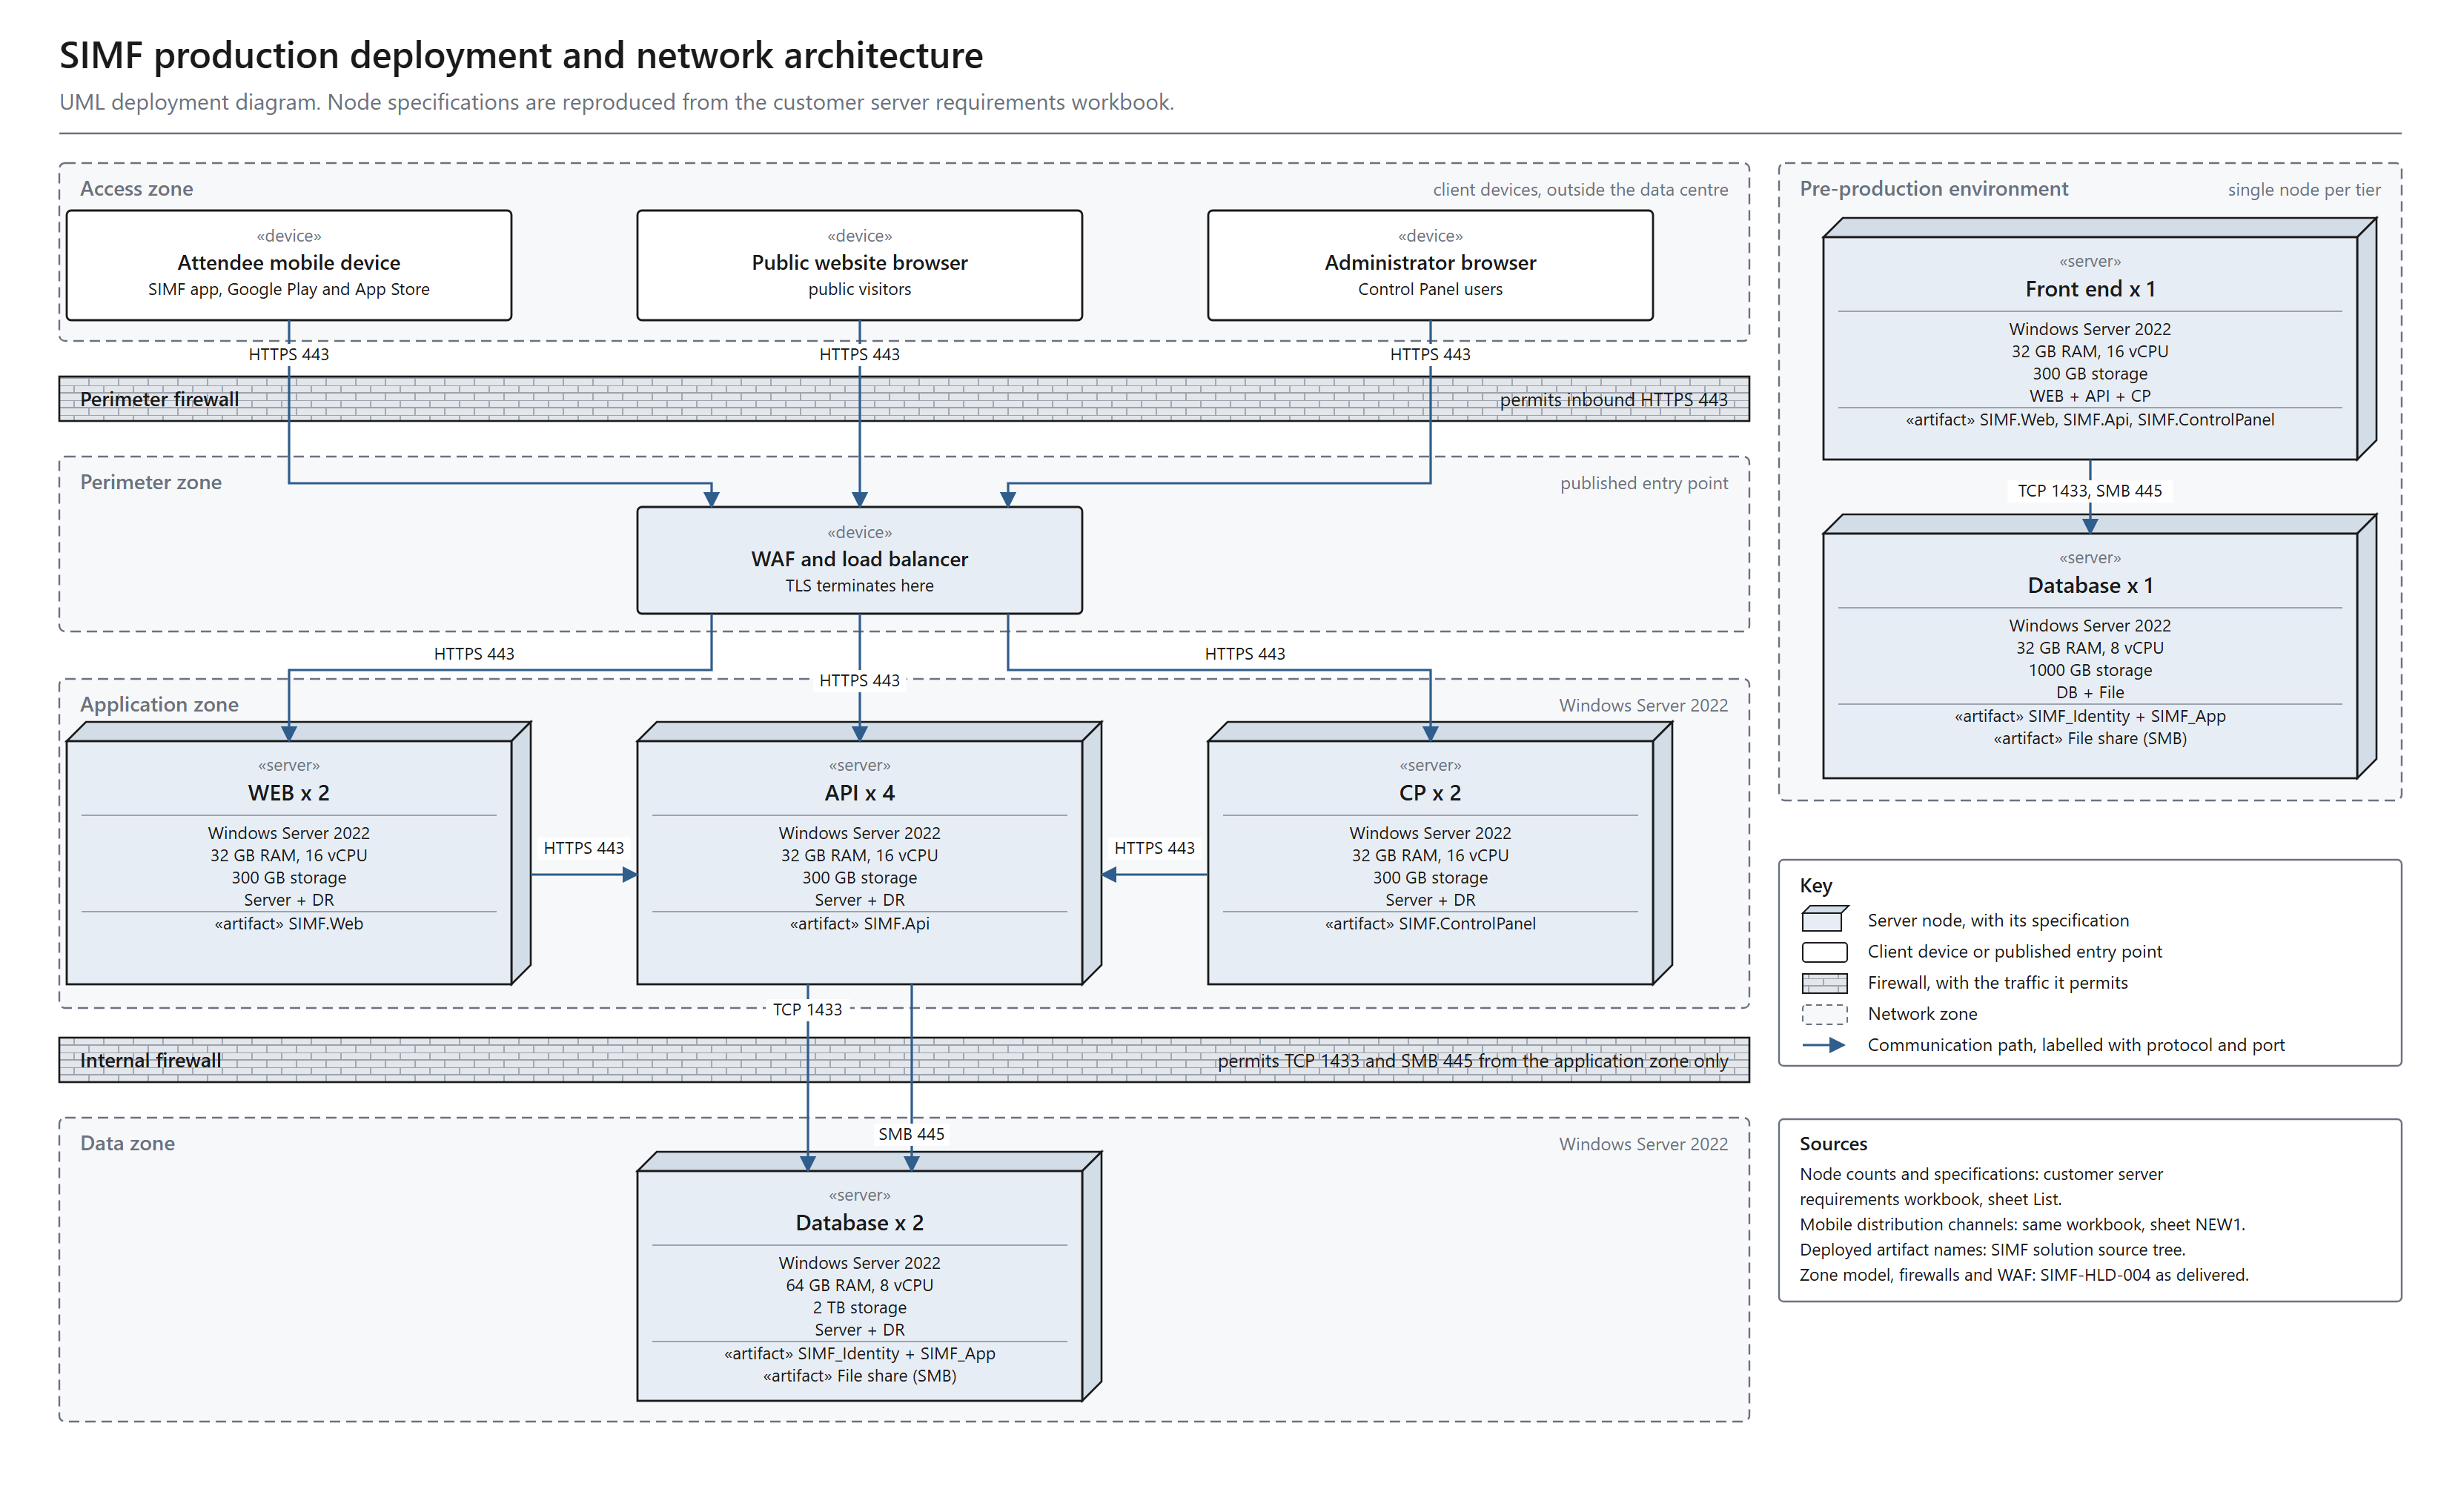 SIMF production deployment and network architecture
UML deployment diagram. Node specifications are reproduced from the customer server requirements workbook.
Access zone
client devices, outside the data centre
«device»
Attendee mobile device
SIMF app, Google Play and App Store
«device»
Public website browser
public visitors
«device»
Administrator browser
Control Panel users
HTTPS 443
HTTPS 443
HTTPS 443
Perimeter firewall
permits inbound HTTPS 443
Perimeter zone
published entry point
«device»
WAF and load balancer
TLS terminates here
HTTPS 443
HTTPS 443
HTTPS 443
Application zone
Windows Server 2022
«server»
WEB x 2
Windows Server 2022
32 GB RAM, 16 vCPU
300 GB storage
Server + DR
«artifact» SIMF.Web
HTTPS 443
«server»
API x 4
Windows Server 2022
32 GB RAM, 16 vCPU
300 GB storage
Server + DR
«artifact» SIMF.Api
HTTPS 443
«server»
CP x 2
Windows Server 2022
32 GB RAM, 16 vCPU
300 GB storage
Server + DR
«artifact» SIMF.ControlPanel
TCP 1433
Internal firewall
permits TCP 1433 and SMB 445 from the application zone only
Data zone
SMB 445
Windows Server 2022
«server»
Database x 2
Windows Server 2022
64 GB RAM, 8 vCPU
2 TB storage
Server + DR
«artifact» SIMF_Identity + SIMF_App
«artifact» File share (SMB)
Pre-production environment
single node per tier
«server»
Front end x 1
Windows Server 2022
32 GB RAM, 16 vCPU
300 GB storage
WEB + API + CP
«artifact» SIMF.Web, SIMF.Api, SIMF.ControlPanel
TCP 1433, SMB 445
«server»
Database x 1
Windows Server 2022
32 GB RAM, 8 vCPU
1000 GB storage
DB + File
«artifact» SIMF_Identity + SIMF_App
«artifact» File share (SMB)
Key
Server node, with its specification
Client device or published entry point
Firewall, with the traffic it permits
Network zone
Communication path, labelled with protocol and port
Sources
Node counts and specifications: customer server
requirements workbook, sheet List.
Mobile distribution channels: same workbook, sheet NEW1.
Deployed artifact names: SIMF solution source tree.
Zone model, firewalls and WAF: SIMF-HLD-004 as delivered.